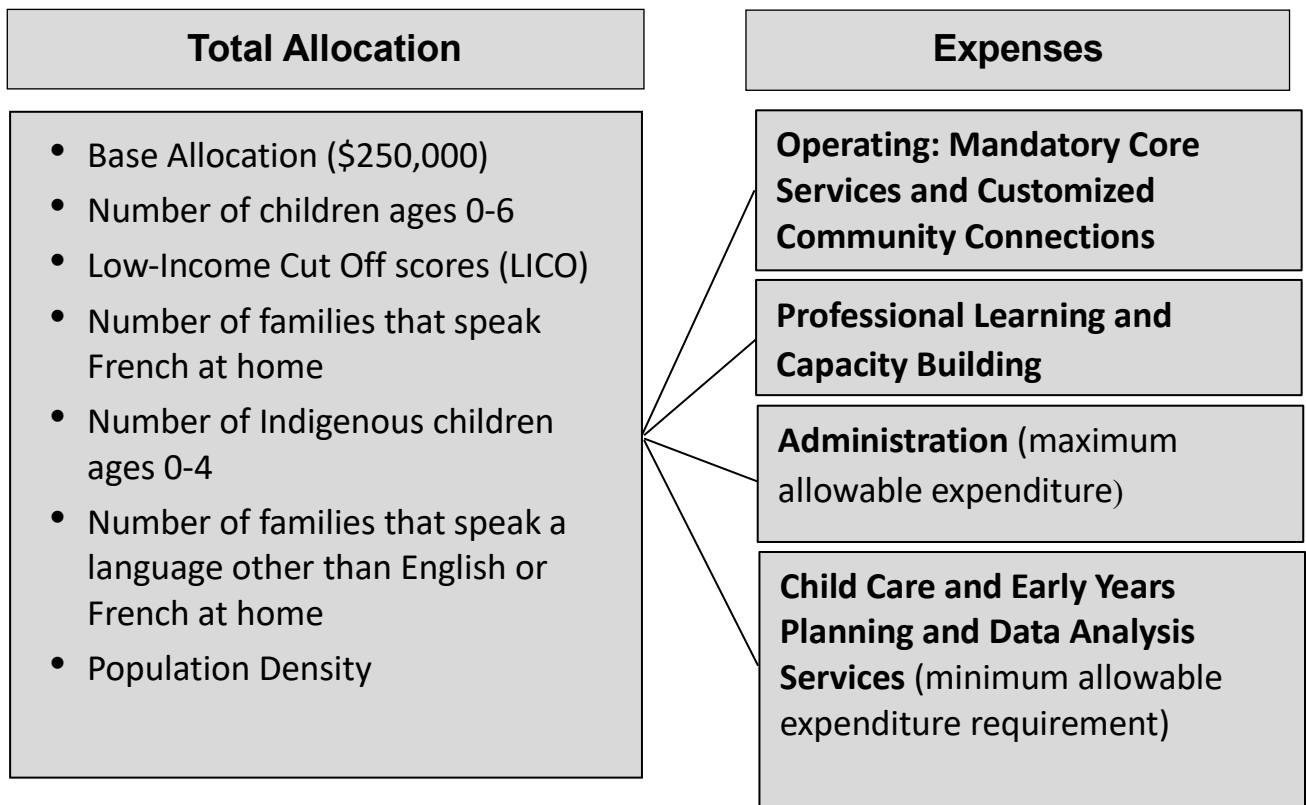 Total Allocation
• Base Allocation ($250,000)
• Number of children ages 0-6
• Low-Income Cut Off scores (LICO)
• Number of families that speak
French at home
• Number of Indigenous children
ages 0-4
• Number of families that speak a
language other than English or
French at home
• Population Density
Expenses
Operating: Mandatory Core
Services and Customized
Community Connections
Professional Learning and
Capacity Building
Administration (maximum
allowable expenditure)
Child Care and Early Years
Planning and Data Analysis
Services (minimum allowable
expenditure requirement)